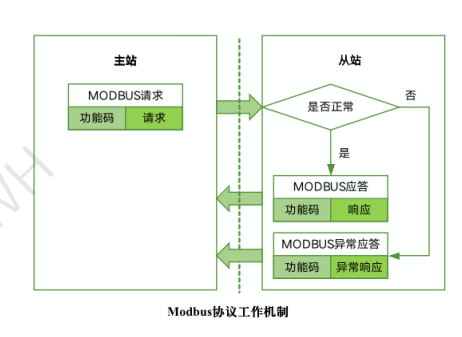 主站
从站
MODBUS请求
功能码 请求
是否正常
否
是
MODBUS应答
功能码 响应
MODBUS异常应答
功能码 异常响应
Modbus协议工作机制